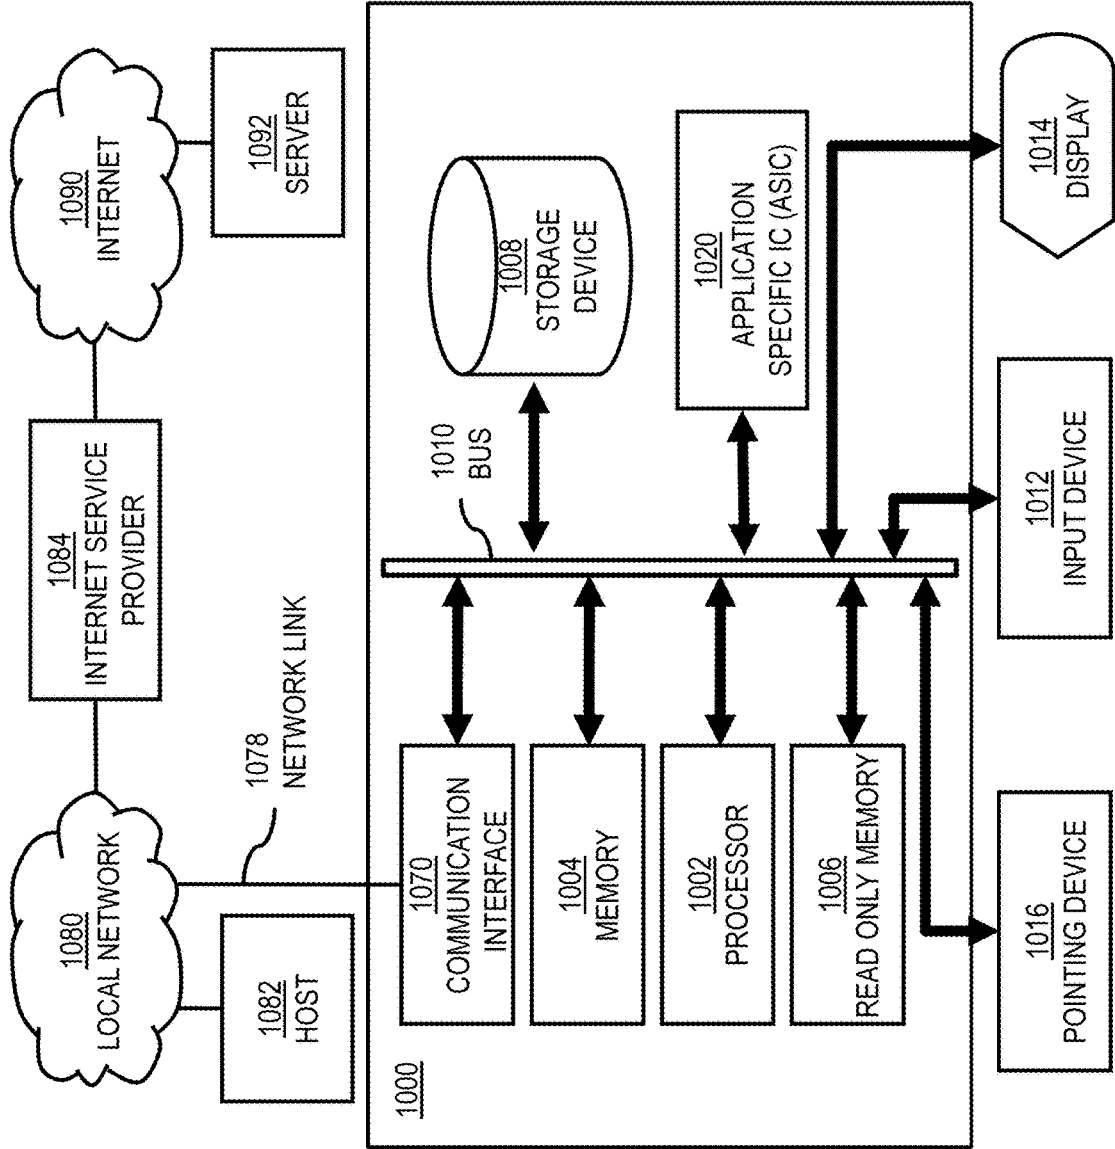 1014
DISPLAY
1012
INPUT DEVICE
1016
POINTING DEVICE
1000
1020
APPLICATION
SPECIFIC IC (ASIC)
1008
STORAGE
DEVICE
1010
BUS
1006
READ ONLY MEMORY
1002
PROCESSOR
1004
MEMORY
1070
COMMUNICATION
INTERFACE
1078
NETWORK LINK
1092
SERVER
1090
INTERNET
1084
INTERNET SERVICE
PROVIDER
1080
LOCAL NETWORK
1082
HOST